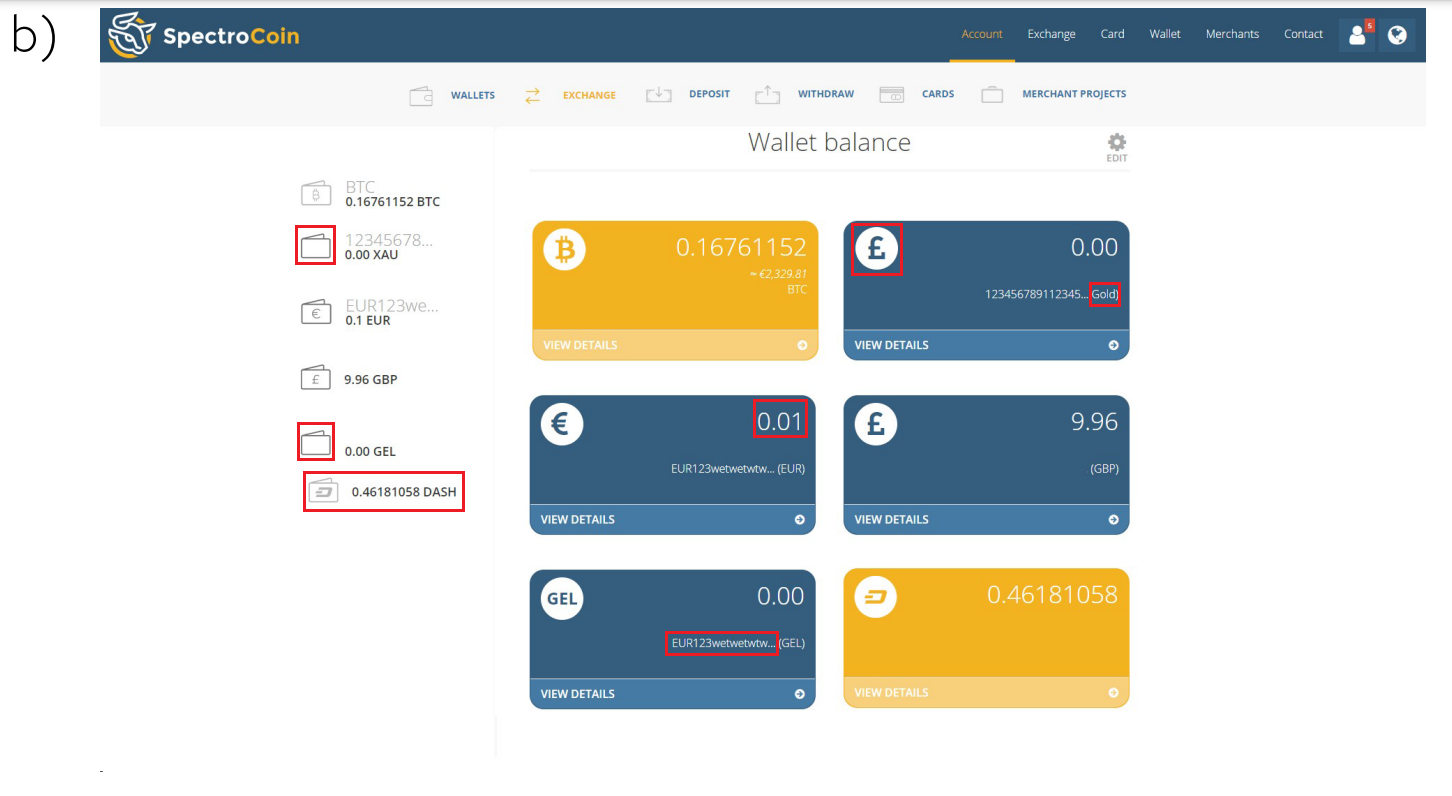 b)
SpectroCoin
Account Exchange Card Wallet Merchants Contact 5
WALLETS EXCHANGE DEPOSIT WITHDRAW CARDS MERCHANT PROJECTS
Wallet balance
EDIT
BTC
0.16761152 BTC
12345678...
0.00 XAU
EUR123we...
0.1 EUR
£
9.96 GBP
0.00 GEL
0.46181058 DASH
0.16761152
≈ €2,329.81
BTC
VIEW DETAILS
£
0.00
123456789112345... Gold)
VIEW DETAILS
€
0.01
EUR123wetwetwtw... (EUR)
VIEW DETAILS
£
9.96
(GBP)
VIEW DETAILS
GEL
0.00
EUR123wetwetwtw... (GEL)
VIEW DETAILS
0.46181058
VIEW DETAILS